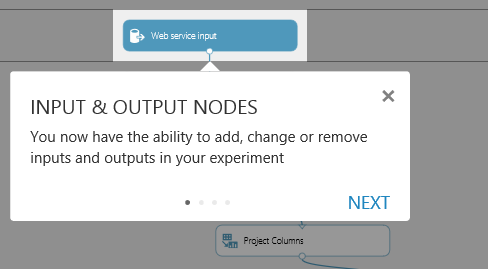 Web service input
INPUT & OUTPUT NODES
You now have the ability to add, change or remove
inputs and outputs in your experiment
NEXT
Project Columns